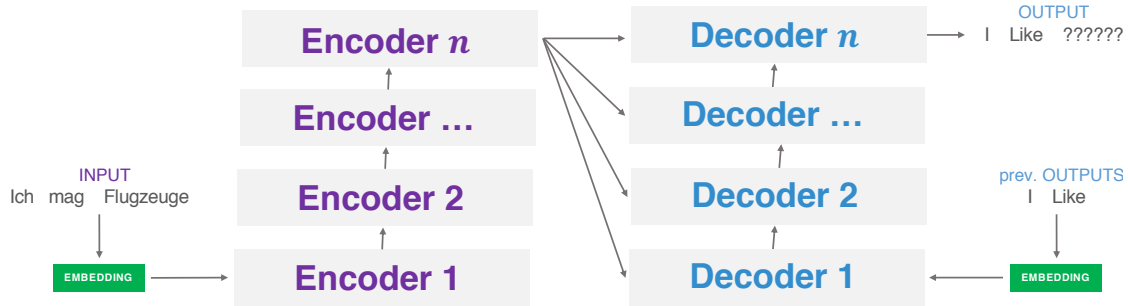 INPUT
Ich mag Flugzeuge
EMBEDDING
Encoder n
Encoder ...
Encoder 2
Encoder 1
Decoder n
Decoder ...
Decoder 2
Decoder 1
OUTPUT
I Like ??????
prev. OUTPUTS
I Like
EMBEDDING